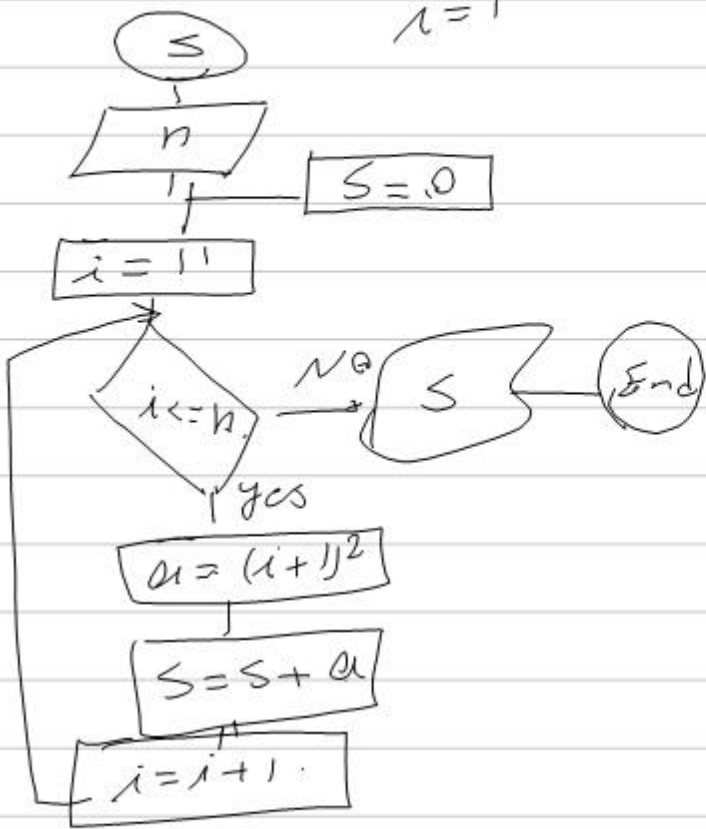 i = 1
S
n
S = 0
i = 1
i <= n
NO
S
End
yes
a = (i+1)²
S = S + a
i = i + 1